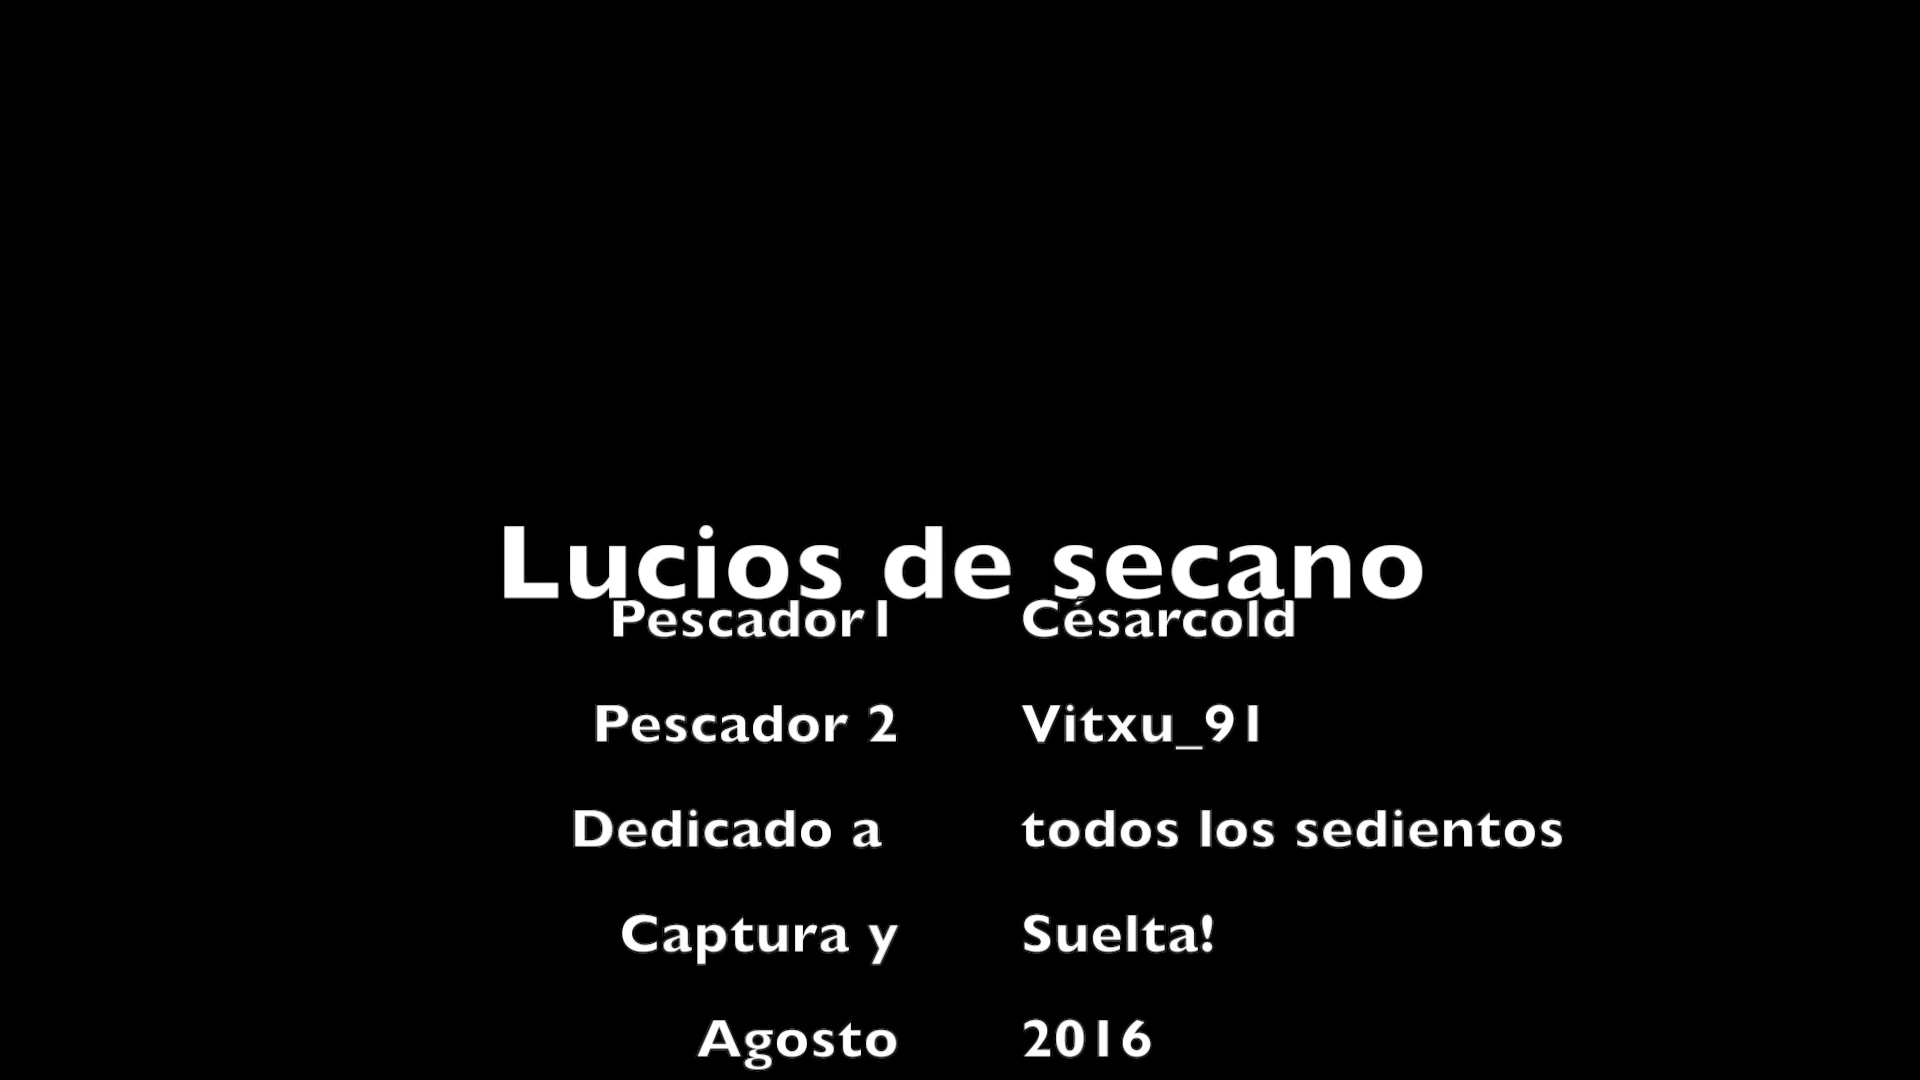 Lucios de secano
Pescador1 Césarcold
Pescador 2 Vitxu_91
Dedicado a todos los sedientos
Captura y Suelta!
Agosto 2016